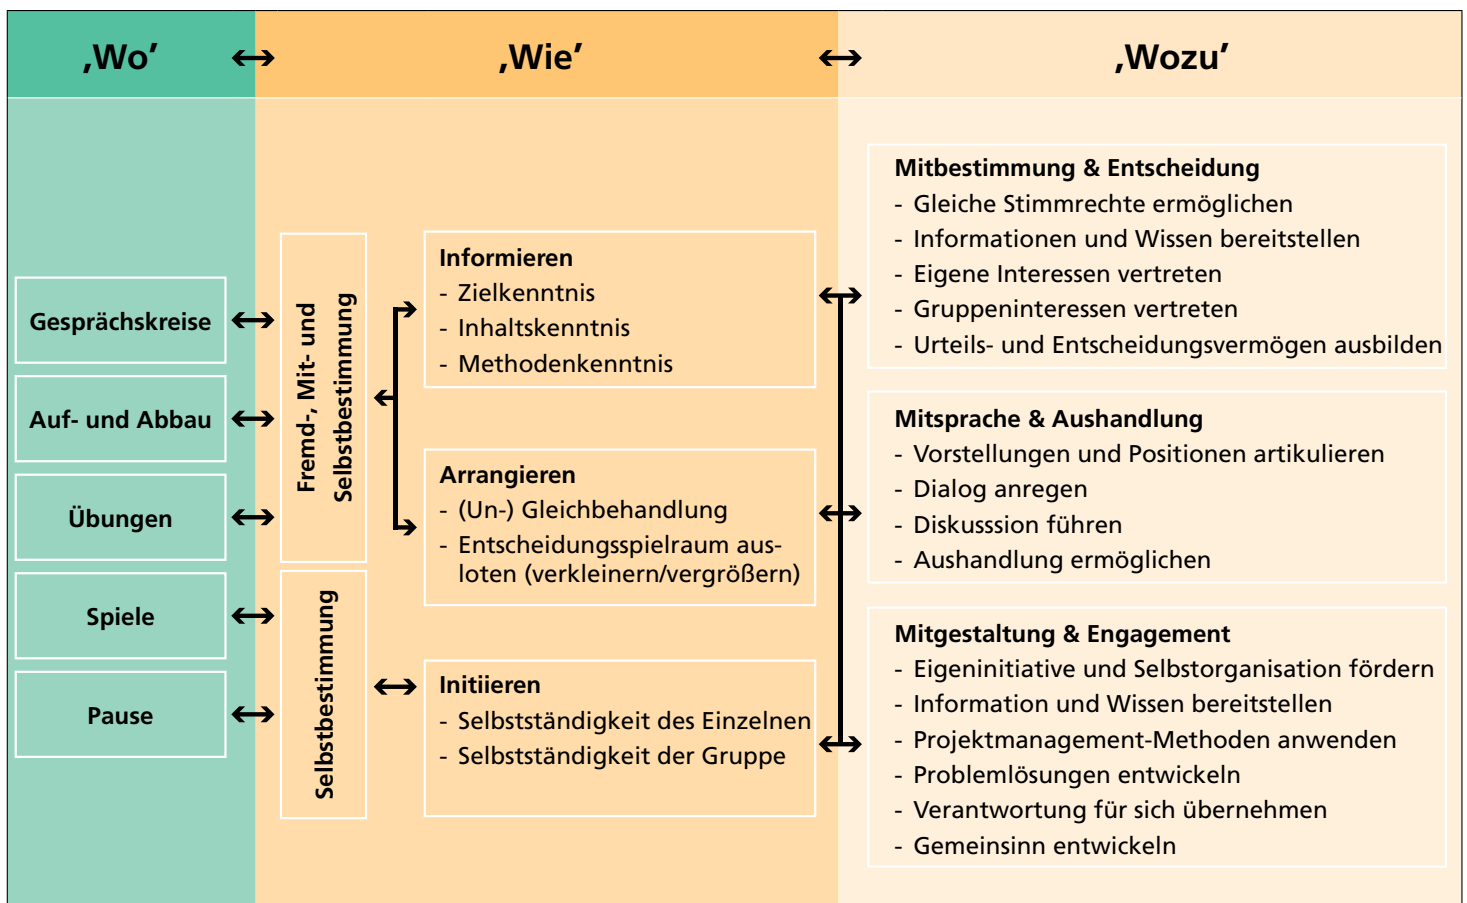 ‚Wo’
‚Wie’
‚Wozu’
Gesprächskreise
Auf- und Abbau
Übungen
Spiele
Pause
Fremd-, Mit- und
Selbstbestimmung
Selbstbestimmung
Informieren
- Zielkenntnis
- Inhaltskenntnis
- Methodenkenntnis
Arrangieren
- (Un-) Gleichbehandlung
- Entscheidungsspielraum aus-
loten (verkleinern/vergrößern)
Initiieren
- Selbstständigkeit des Einzelnen
- Selbstständigkeit der Gruppe
Mitbestimmung & Entscheidung
- Gleiche Stimmrechte ermöglichen
- Informationen und Wissen bereitstellen
- Eigene Interessen vertreten
- Gruppeninteressen vertreten
- Urteils- und Entscheidungsvermögen ausbilden
Mitsprache & Aushandlung
- Vorstellungen und Positionen artikulieren
- Dialog anregen
- Diskusssion führen
- Aushandlung ermöglichen
Mitgestaltung & Engagement
- Eigeninitiative und Selbstorganisation fördern
- Information und Wissen bereitstellen
- Projektmanagement-Methoden anwenden
- Problemlösungen entwickeln
- Verantwortung für sich übernehmen
- Gemeinsinn entwickeln